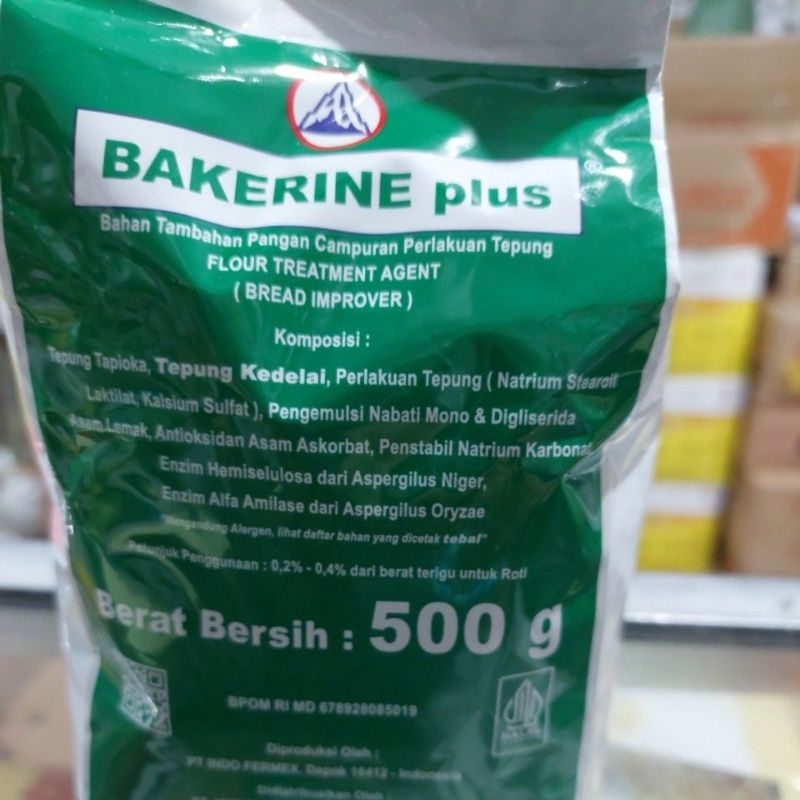 BAKERINE plus ®
Bahan Tambahan Pangan Campuran Perlakuan Tepung
FLOUR TREATMENT AGENT
( BREAD IMPROVER )
Komposisi :
Tepung Tapioka, Tepung Kedelai, Perlakuan Tepung ( Natrium Stearoil
Laktilat, Kalsium Sulfat ), Pengemulsi Nabati Mono & Digliserida
Asam Lemak, Antioksidan Asam Askorbat, Penstabil Natrium Karbonat
Enzim Hemiselulosa dari Aspergilus Niger,
Enzim Alfa Amilase dari Aspergilus Oryzae
"Mengandung Alergen, lihat daftar bahan yang dicetak tebal"
Petunjuk Penggunaan : 0,2% - 0,4% dari berat terigu untuk Roti
Berat Bersih : 500 g
BPOM RI MD 678928085019
HALAL
Diproduksi Oleh :
PT INDO FERMEX, Depok 16412 - Indonesia
Didistribusikan Oleh :